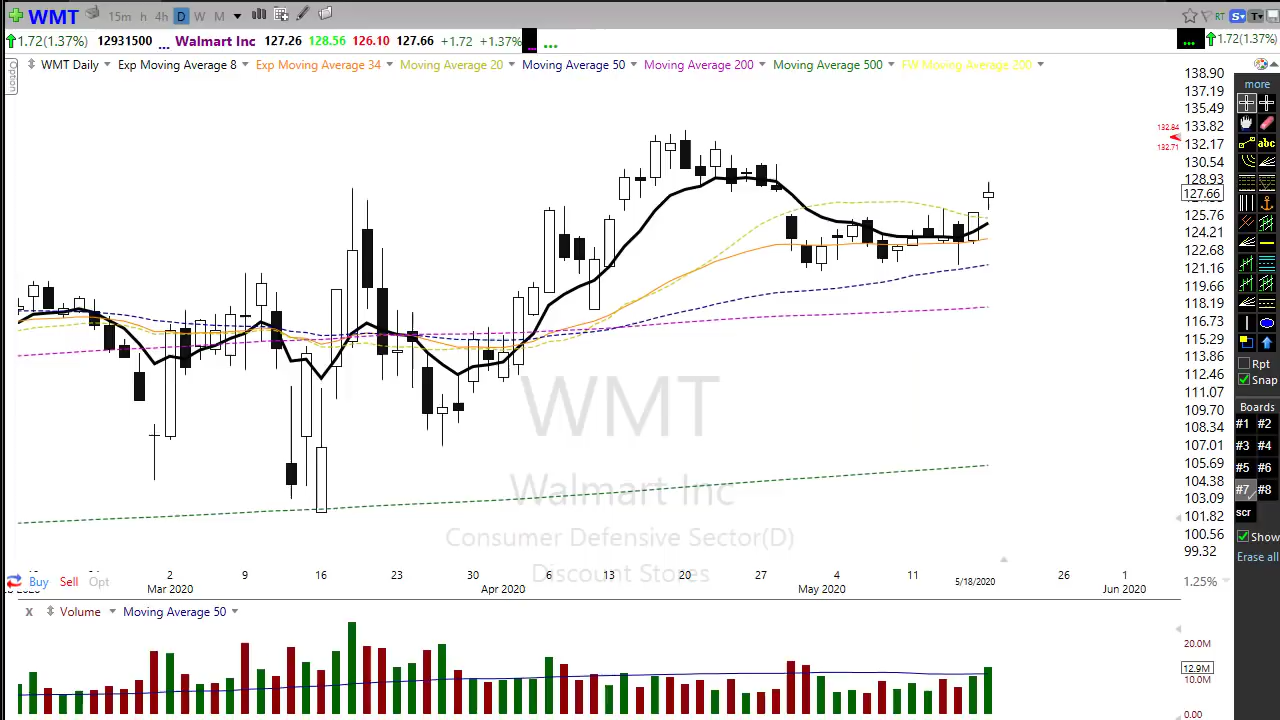 WMT 15m h 4h D W M RT S T
1.72(1.37%) 12931500 ... Walmart Inc 127.26 128.56 126.10 127.66 +1.72 +1.37% ... ... ... 1.72(1.37%)
Option
WMT Daily Exp Moving Average 8 Exp Moving Average 34 Moving Average 20 Moving Average 50 Moving Average 200 Moving Average 500 FW Moving Average 200
138.90
137.19
135.49
133.82
132.17
130.54
128.93
127.66
125.76
124.21
122.68
121.16
119.66
118.19
116.73
115.29
113.86
112.46
111.07
109.70
108.34
107.01
105.69
104.38
103.09
101.82
100.56
99.32
132.84
132.71
more
abc
Rpt
Snap
Boards
#1 #2
#3 #4
#5 #6
#7 #8
scr
Show
Erase all
WMT
Walmart Inc
Consumer Defensive Sector(D)
Discount Stores
2 9 16 23 30 6 13 20 27 4 11 5/18/2020 26 1
Buy Sell Opt
1.25%
2020 Mar 2020 Apr 2020 May 2020 Jun 2020
X Volume Moving Average 50
20.0M
12.9M
10.0M
0.00